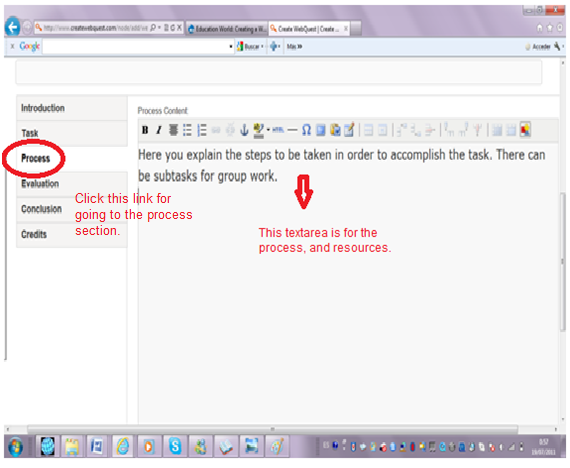 http://www.createwebquest.com/node/add/we
Education World: Creating a W...
Create WebQuest | Create ...
x Google
Buscar
Más »
Acceder
Introduction
Task
Process
Evaluation
Conclusion
Credits
Process Content:
B I HTML Ω
Here you explain the steps to be taken in order to accomplish the task. There can
be subtasks for group work.
Click this link for
going to the process
section.
This textarea is for the
process, and resources.
ES